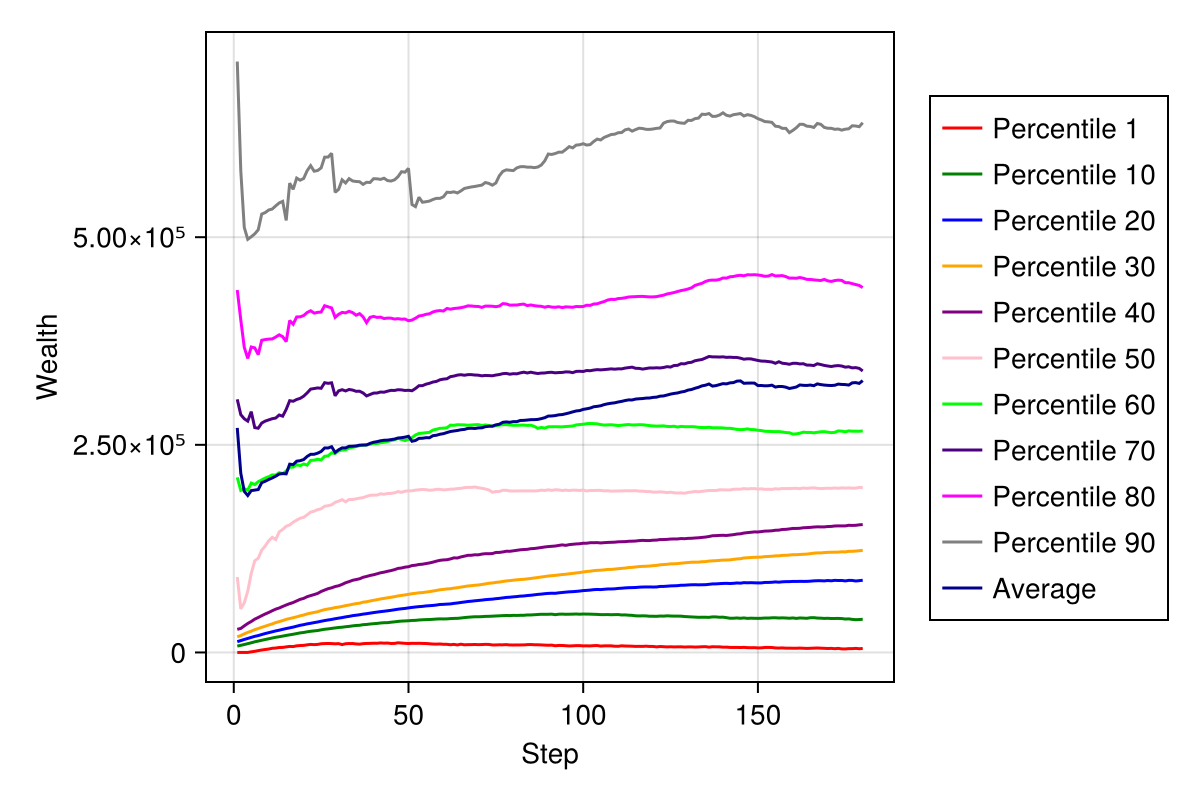 Wealth
5.00×10⁵
2.50×10⁵
0
0 50 100 150
Step
Percentile 1
Percentile 10
Percentile 20
Percentile 30
Percentile 40
Percentile 50
Percentile 60
Percentile 70
Percentile 80
Percentile 90
Average